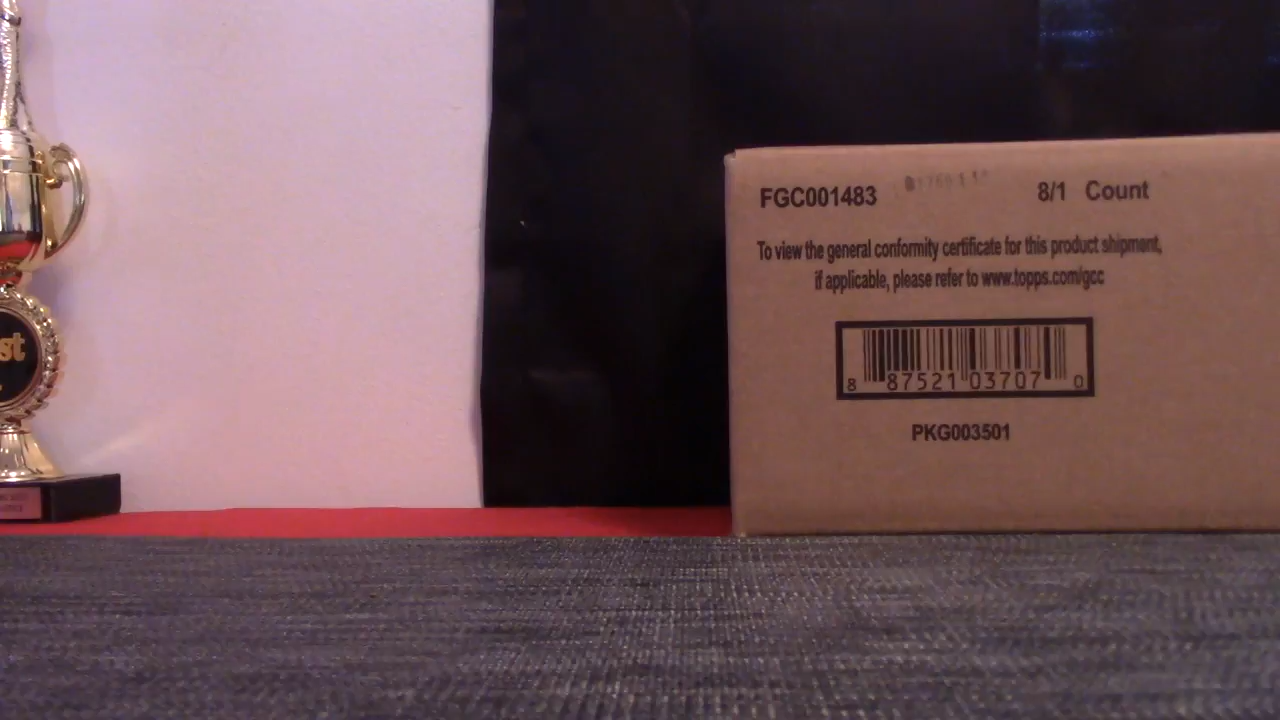 FGC001483 8/1 Count
To view the general conformity certificate for this product shipment,
if applicable, please refer to www.topps.com/gcc
8 87521 03707 0
PKG003501
st